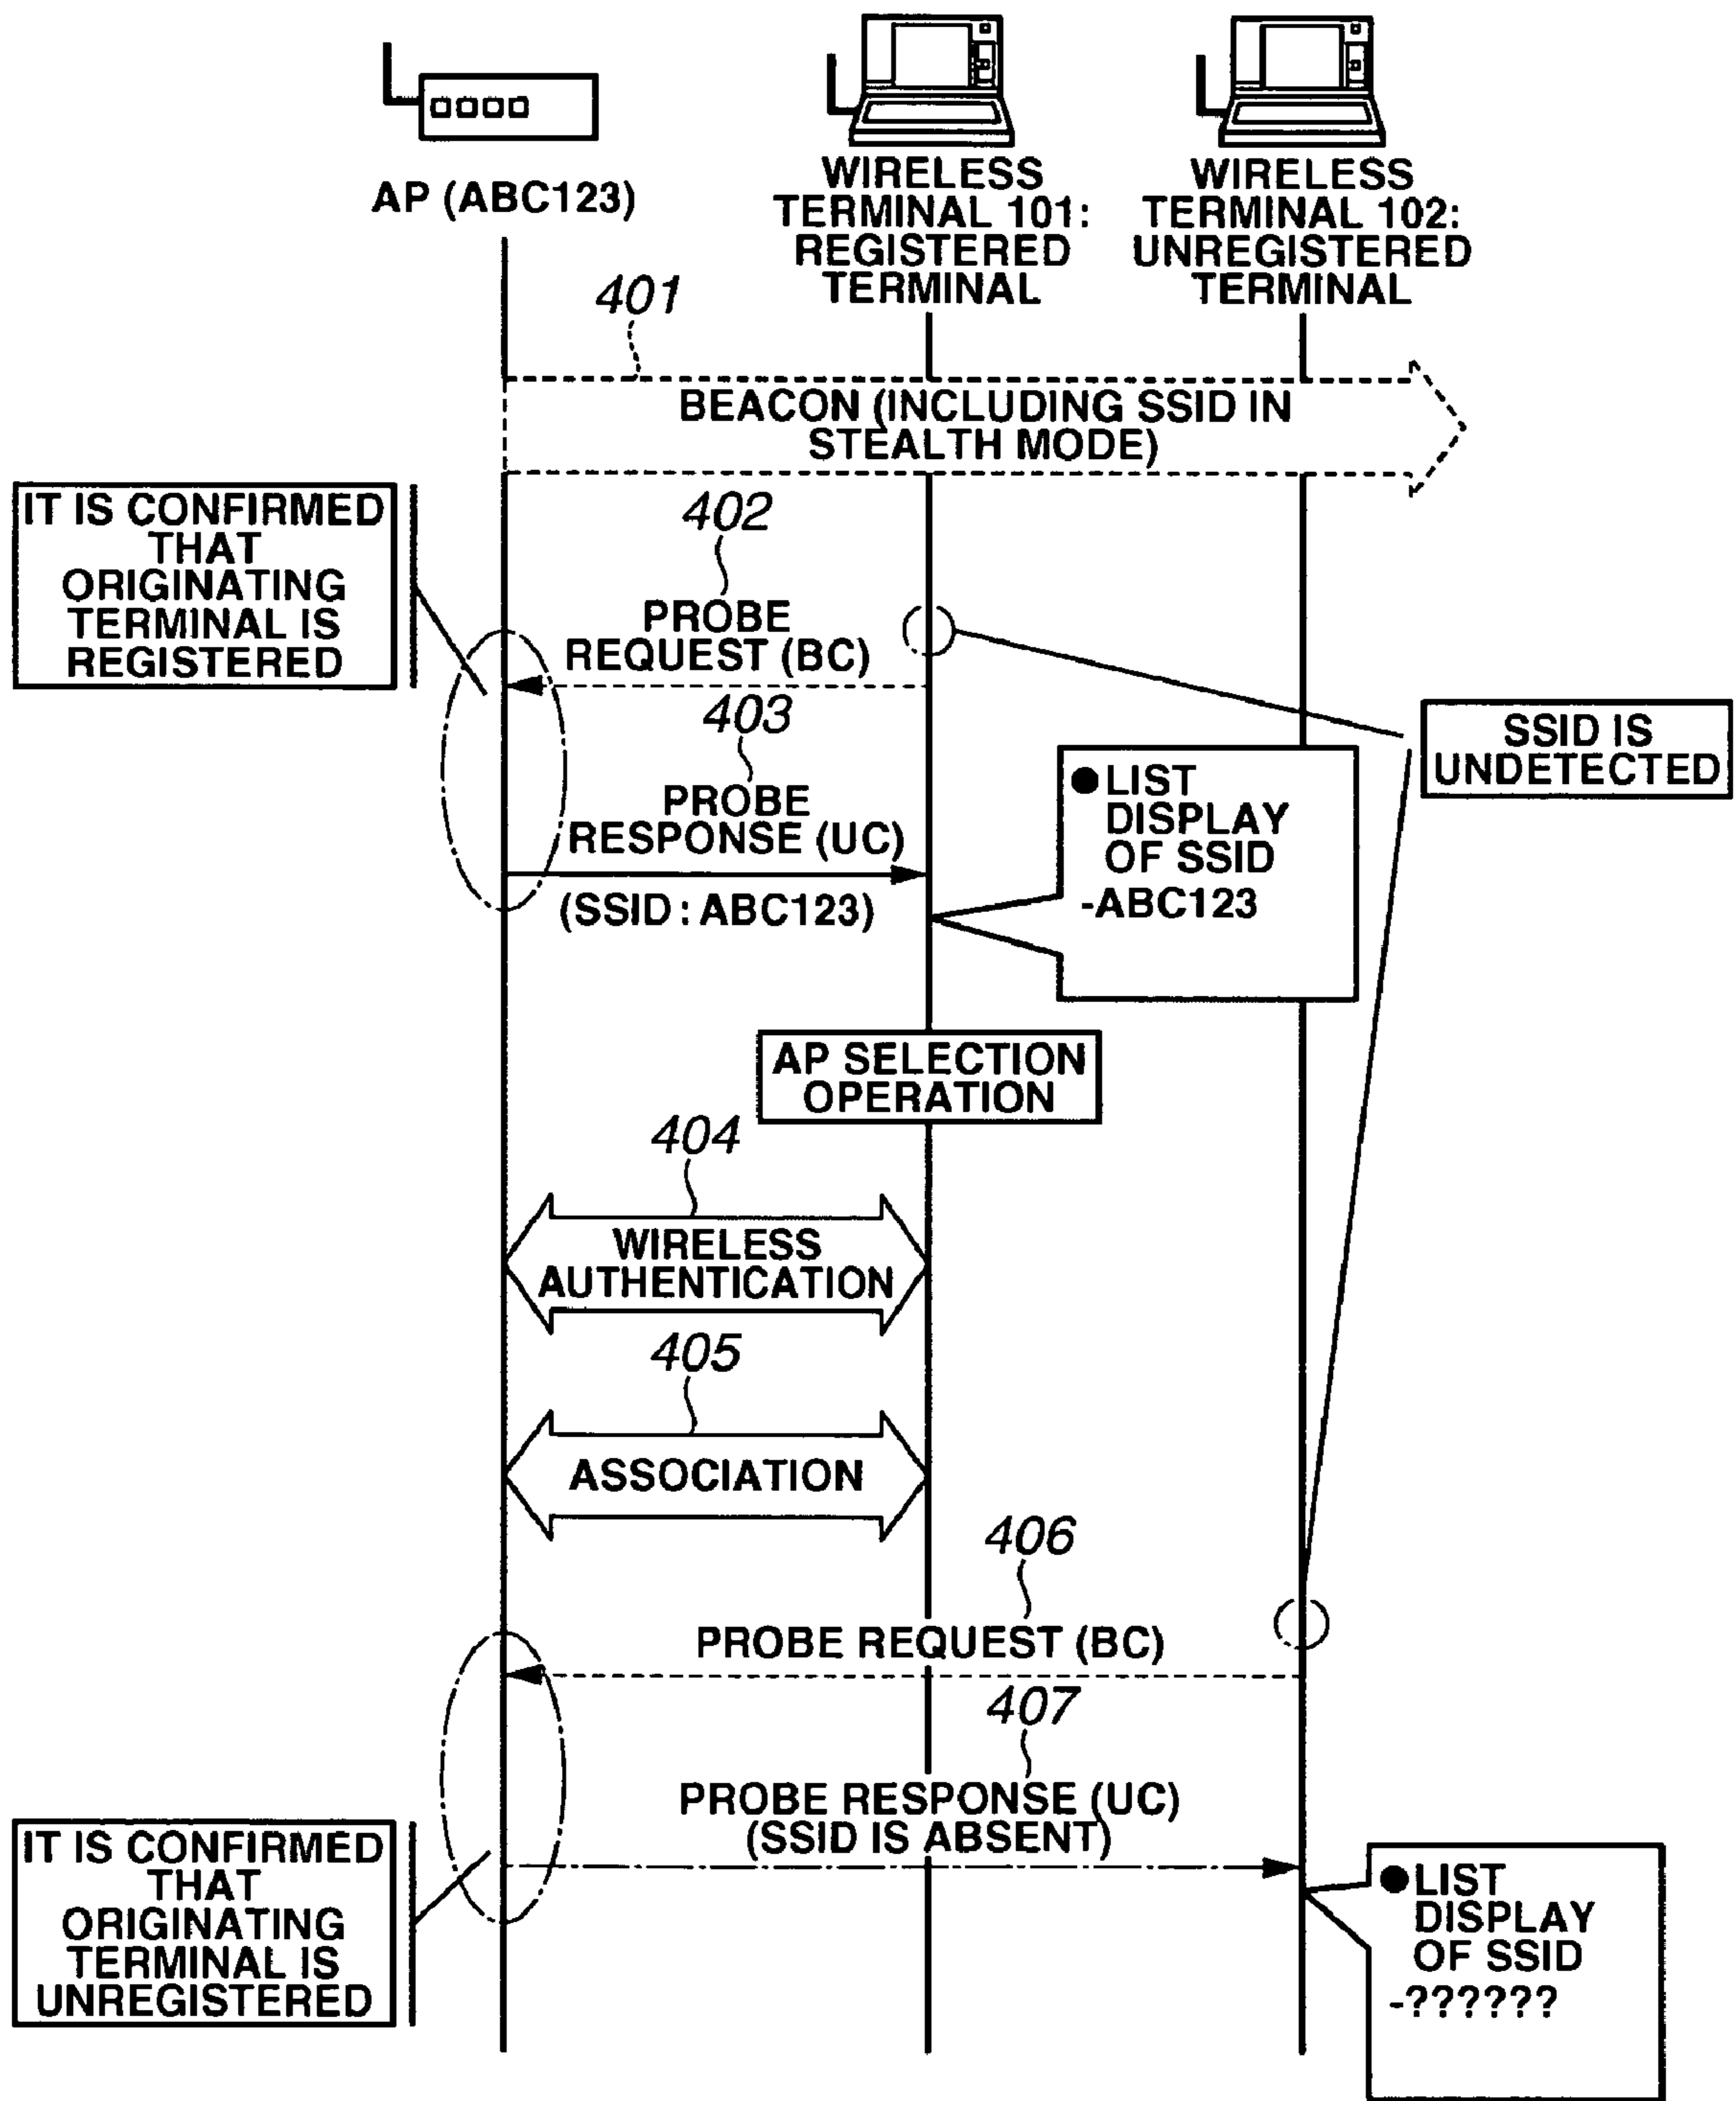 AP (ABC123)
WIRELESS
TERMINAL 101:
REGISTERED
TERMINAL
WIRELESS
TERMINAL 102:
UNREGISTERED
TERMINAL
401
BEACON (INCLUDING SSID IN
STEALTH MODE)
IT IS CONFIRMED
THAT
ORIGINATING
TERMINAL IS
REGISTERED
402
PROBE
REQUEST (BC)
403
PROBE
RESPONSE (UC)
(SSID : ABC123)
SSID IS
UNDETECTED
●LIST
DISPLAY
OF SSID
-ABC123
AP SELECTION
OPERATION
404
WIRELESS
AUTHENTICATION
405
ASSOCIATION
406
PROBE REQUEST (BC)
407
PROBE RESPONSE (UC)
(SSID IS ABSENT)
IT IS CONFIRMED
THAT
ORIGINATING
TERMINAL IS
UNREGISTERED
●LIST
DISPLAY
OF SSID
-??????